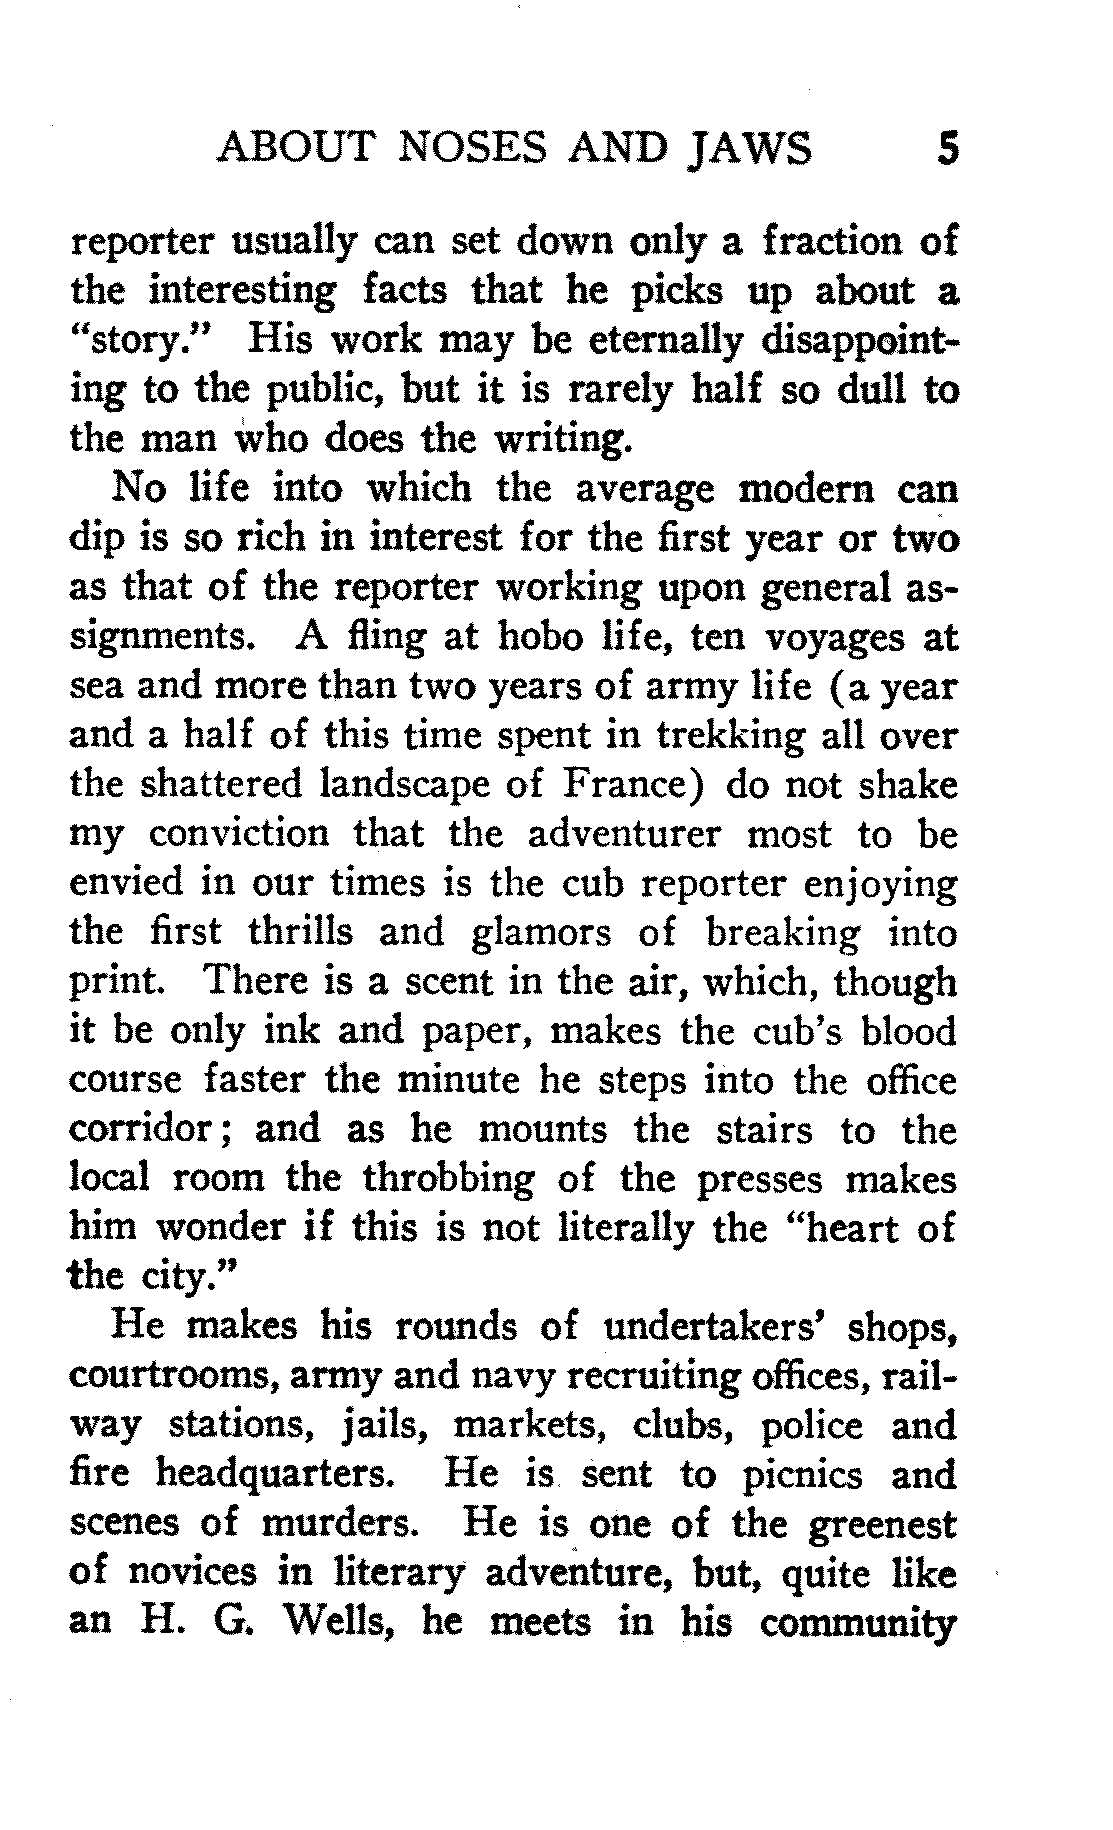 ABOUT NOSES AND JAWS 5
reporter usually can set down only a fraction of
the interesting facts that he picks up about a
“story.” His work may be eternally disappoint-
ing to the public, but it is rarely half so dull to
the man who does the writing.
No life into which the average modern can
dip is so rich in interest for the first year or two
as that of the reporter working upon general as-
signments. A fling at hobo life, ten voyages at
sea and more than two years of army life (a year
and a half of this time spent in trekking all over
the shattered landscape of France) do not shake
my conviction that the adventurer most to be
envied in our times is the cub reporter enjoying
the first thrills and glamors of breaking into
print. There is a scent in the air, which, though
it be only ink and paper, makes the cub's blood
course faster the minute he steps into the office
corridor; and as he mounts the stairs to the
local room the throbbing of the presses makes
him wonder if this is not literally the “heart of
the city.”
He makes his rounds of undertakers' shops,
courtrooms, army and navy recruiting offices, rail-
way stations, jails, markets, clubs, police and
fire headquarters. He is sent to picnics and
scenes of murders. He is one of the greenest
of novices in literary adventure, but, quite like
an H. G. Wells, he meets in his community